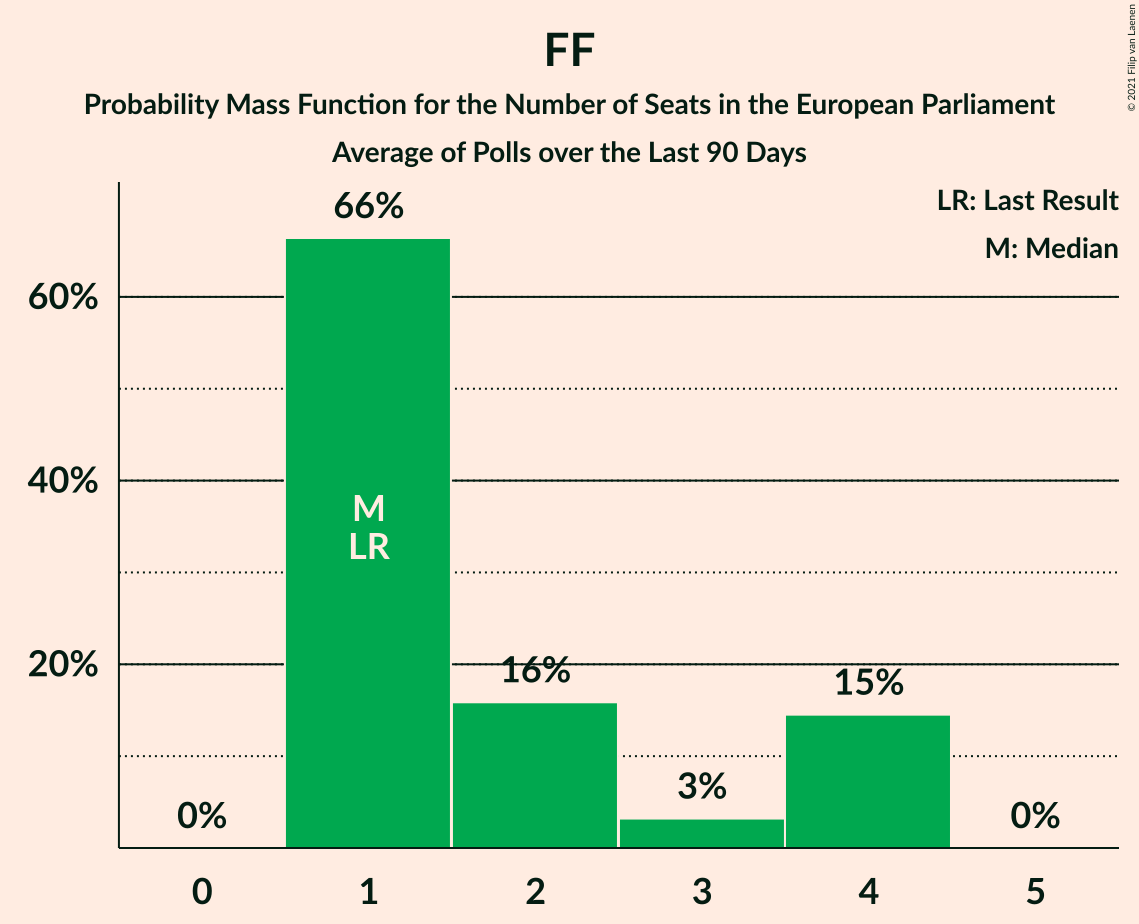 FF
Probability Mass Function for the Number of Seats in the European Parliament
Average of Polls over the Last 90 Days
© 2021 Filip van Laenen
LR: Last Result
M: Median
66%
60%
M
LR
40%
20%
16%
15%
3%
0%
0%
0 1 2 3 4 5